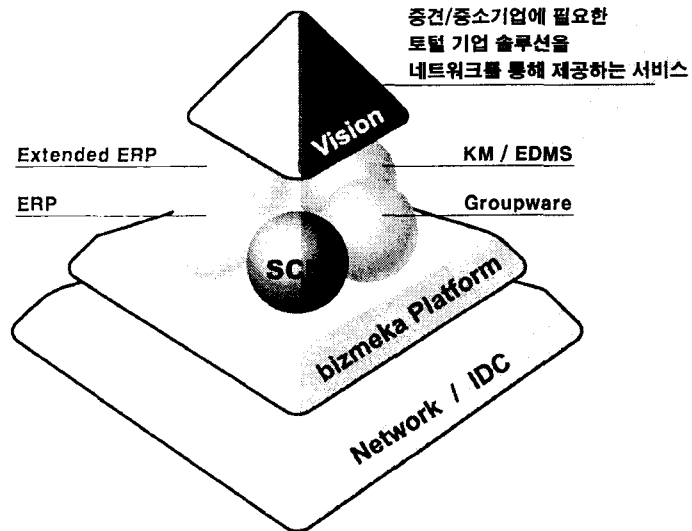 중견/중소기업에 필요한
토털 기업 솔루션을
네트워크를 통해 제공하는 서비스
Vision
Extended ERP
KM / EDMS
ERP
Groupware
SC
bizmeka Platform
Network / IDC